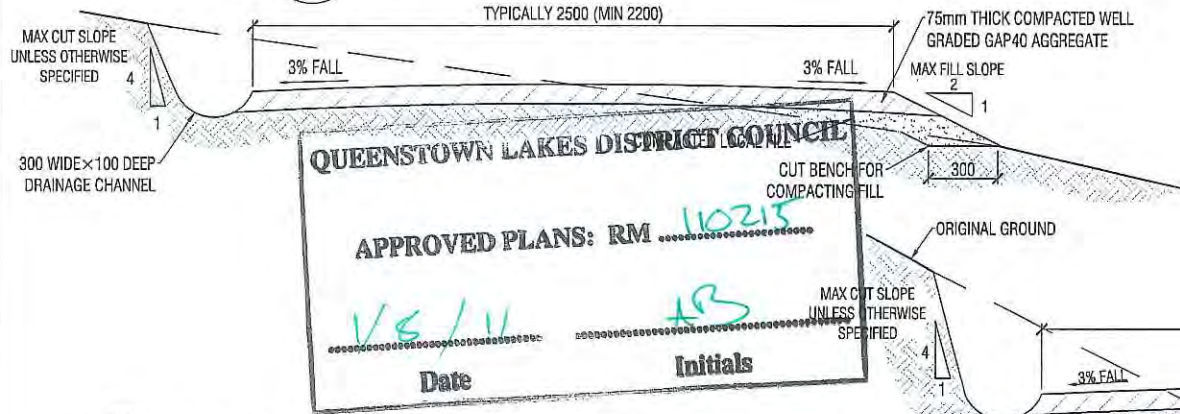 TYPICALLY 2500 (MIN 2200)
75mm THICK COMPACTED WELL
GRADED GAP40 AGGREGATE
MAX CUT SLOPE
UNLESS OTHERWISE
SPECIFIED
4
1
3% FALL
3% FALL
MAX FILL SLOPE
2
1
300 WIDE×100 DEEP
DRAINAGE CHANNEL
QUEENSTOWN LAKES DISTRICT COUNCIL
CUT BENCH FOR
COMPACTING FILL
300
APPROVED PLANS: RM 110215
ORIGINAL GROUND
MAX CUT SLOPE
UNLESS OTHERWISE
SPECIFIED
4
1
3% FALL
1/8/11
AB
Date
Initials